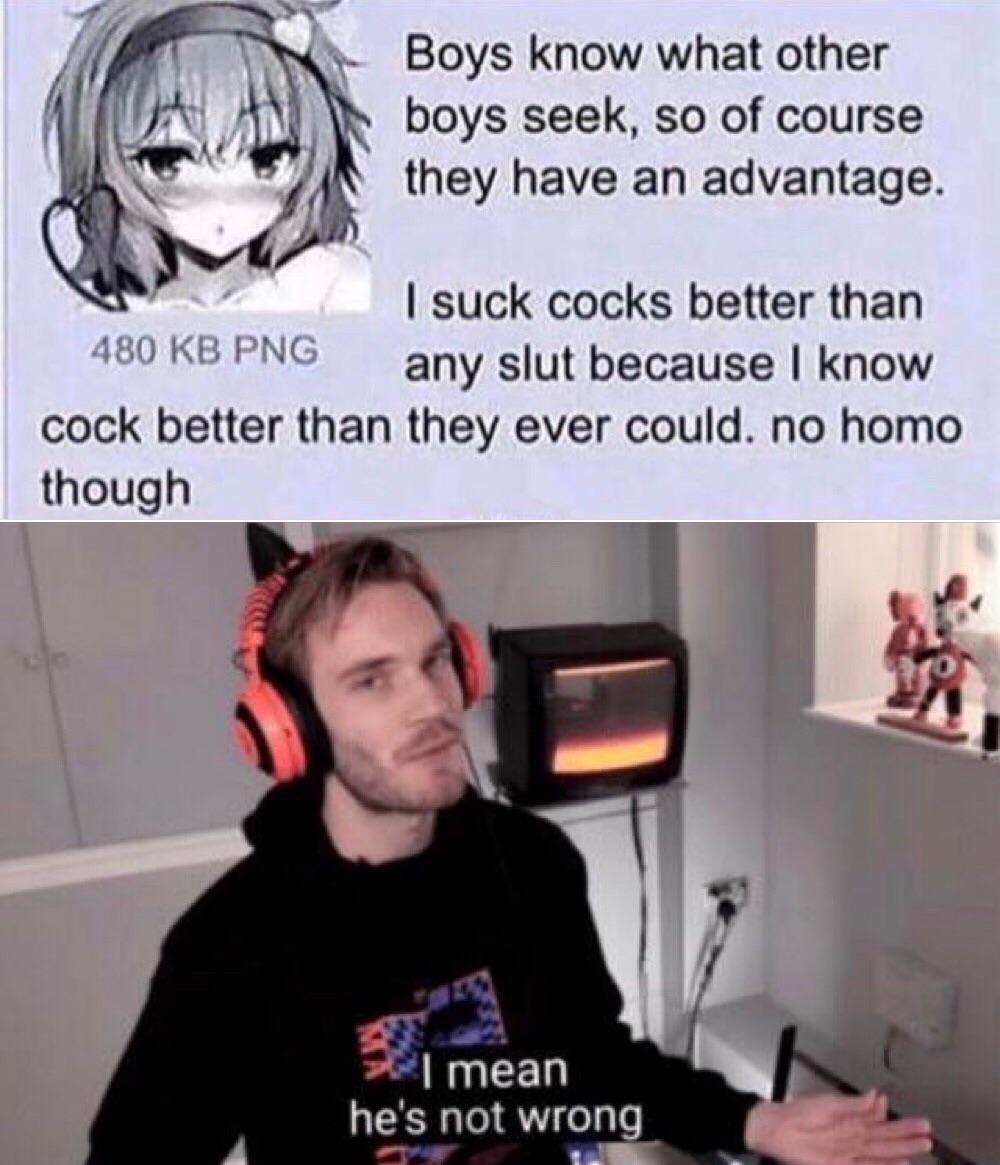 Boys know what other
boys seek, so of course
they have an advantage.
I suck cocks better than
480 KB PNG
any slut because I know
cock better than they ever could. no homo
though
MA
I mean
he's not wrong